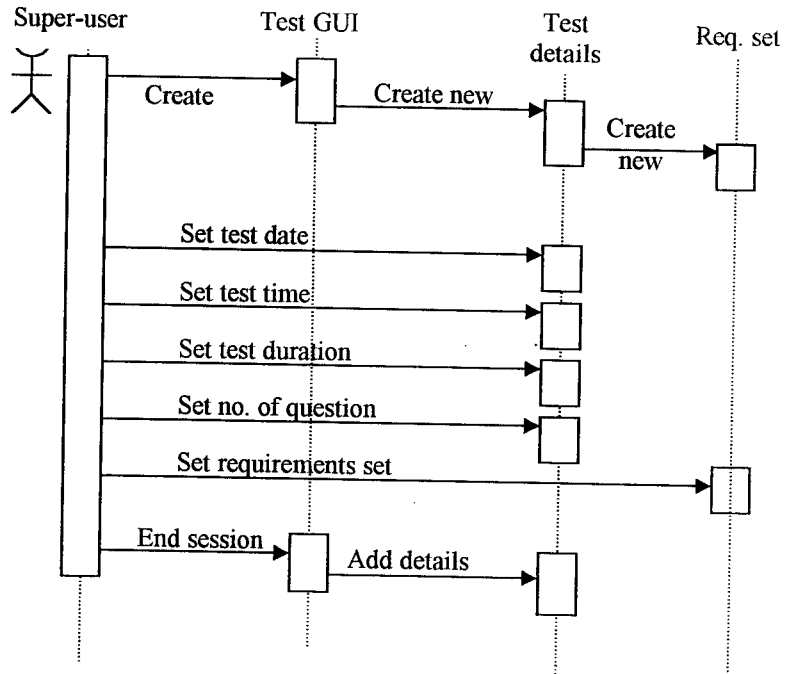 Super-user
Test GUI
Test
details
Req. set
Create
Create new
Create
new
Set test date
Set test time
Set test duration
Set no. of question
Set requirements set
End session
Add details